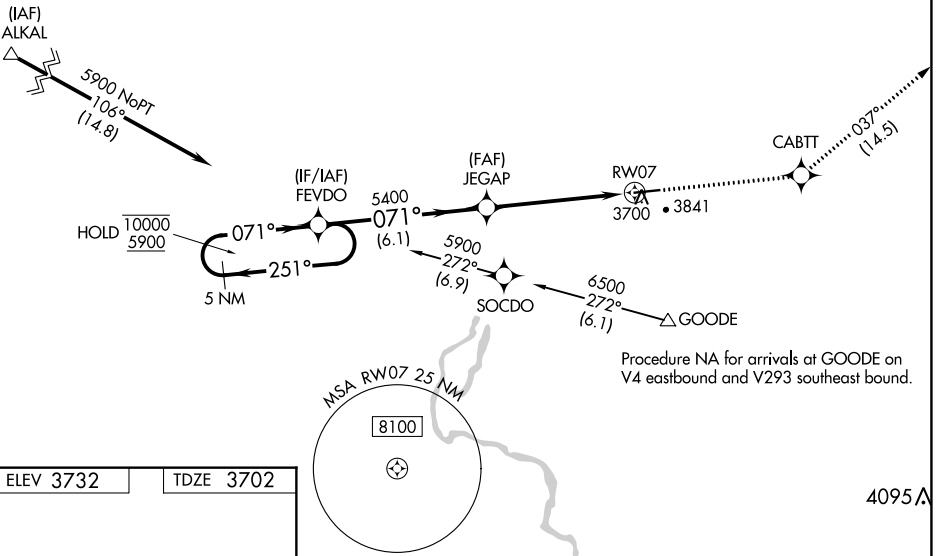 (IAF)
ALKAL
5900 NoPT
106°
(14.8)
(IF/IAF)
FEVDO
HOLD 10000
5900
071°
251°
5 NM
5400
071°
(6.1)
(FAF)
JEGAP
RW07
3700
3841
CABTT
037°
(14.5)
5900
272°
(6.9)
SOCDO
6500
272°
(6.1)
GOODE
Procedure NA for arrivals at GOODE on
V4 eastbound and V293 southeast bound.
MSA RW07 25 NM
8100
ELEV 3732
TDZE 3702
4095